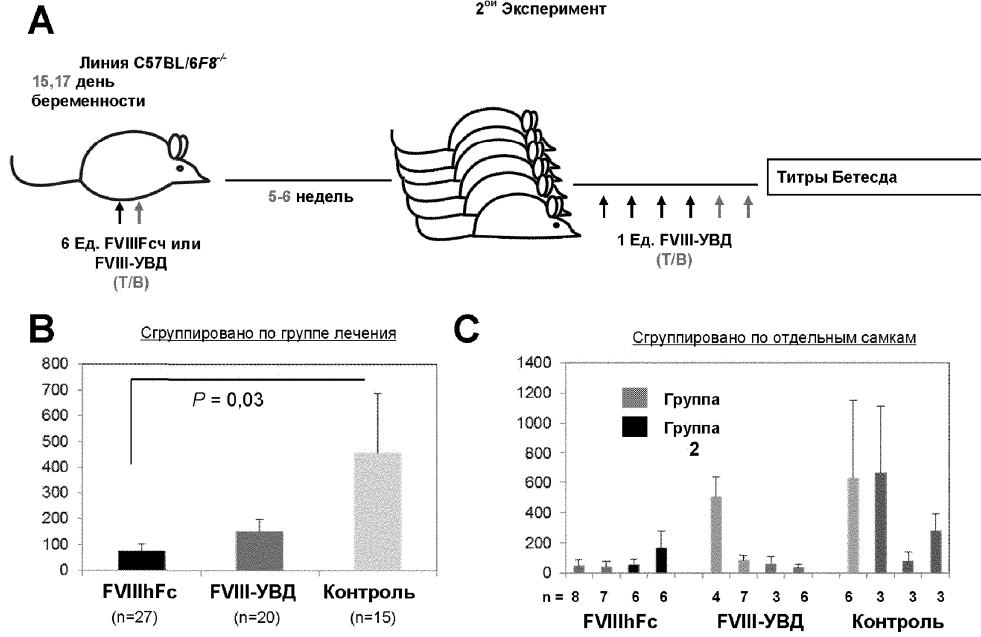 A
2ой Эксперимент
Линия C57BL/6F8-/-
15,17 день
беременности
5-6 недель
6 Ед. FVIIIFcч или
FVIII-УВД
(Т/В)
1 Ед. FVIII-УВД
(Т/В)
Титры Бетесда
B
Сгруппировано по группе лечения
800
700
600
500
400
300
200
100
0
P = 0,03
FVIIIhFc
FVIII-УВД
Контроль
(n=27)
(n=20)
(n=15)
C
Сгруппировано по отдельным самкам
1400
1200
1000
800
600
400
200
0
Группа
Группа
2
n = 8 7 6 6 4 7 3 6 6 3 3 3
FVIIIhFc FVIII-УВД Контроль